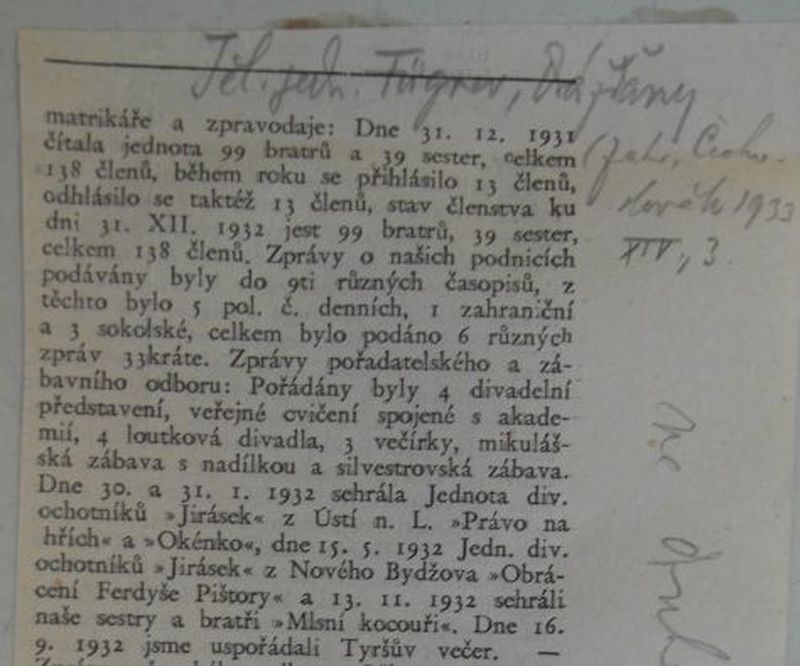 Těl. jedn. Fügner, Drážďany
matrikáře a zpravodaje: Dne 31. 12. 1931
čítala jednota 99 bratrů a 39 sester, celkem
138 členů, během roku se přihlásilo 13 členů,
odhlásilo se taktéž 13 členů, stav členstva ku
dni 31. XII. 1932 jest 99 bratrů, 39 sester,
celkem 138 členů. Zprávy o našich podnicích
podávány byly do 9ti různých časopisů, z
těchto bylo 5 pol. č. denních, 1 zahraniční
a 3 sokolské, celkem bylo podáno 6 různých
zpráv 33kráte. Zprávy pořadatelského a zá-
bavního odboru: Pořádány byly 4 divadelní
představení, veřejné cvičení spojené s akade-
mií, 4 loutková divadla, 3 večírky, mikuláš-
ská zábava s nadílkou a silvestrovská zábava.
Dne 30. a 31. 1. 1932 sehrála Jednota div.
ochotníků »Jirásek« z Ústí n. L. »Právo na
hřích« a »Okénko«, dne 15. 5. 1932 Jedn. div.
ochotníků »Jirásek« z Nového Bydžova »Obrá-
cení Ferdyše Pištory« a 13. 11. 1932 sehráli
naše sestry a bratři »Mlsní kocouři«. Dne 16.
9. 1932 jsme uspořádali Tyršův večer. —
Čecho-
slovák 1933
XIV, 3.